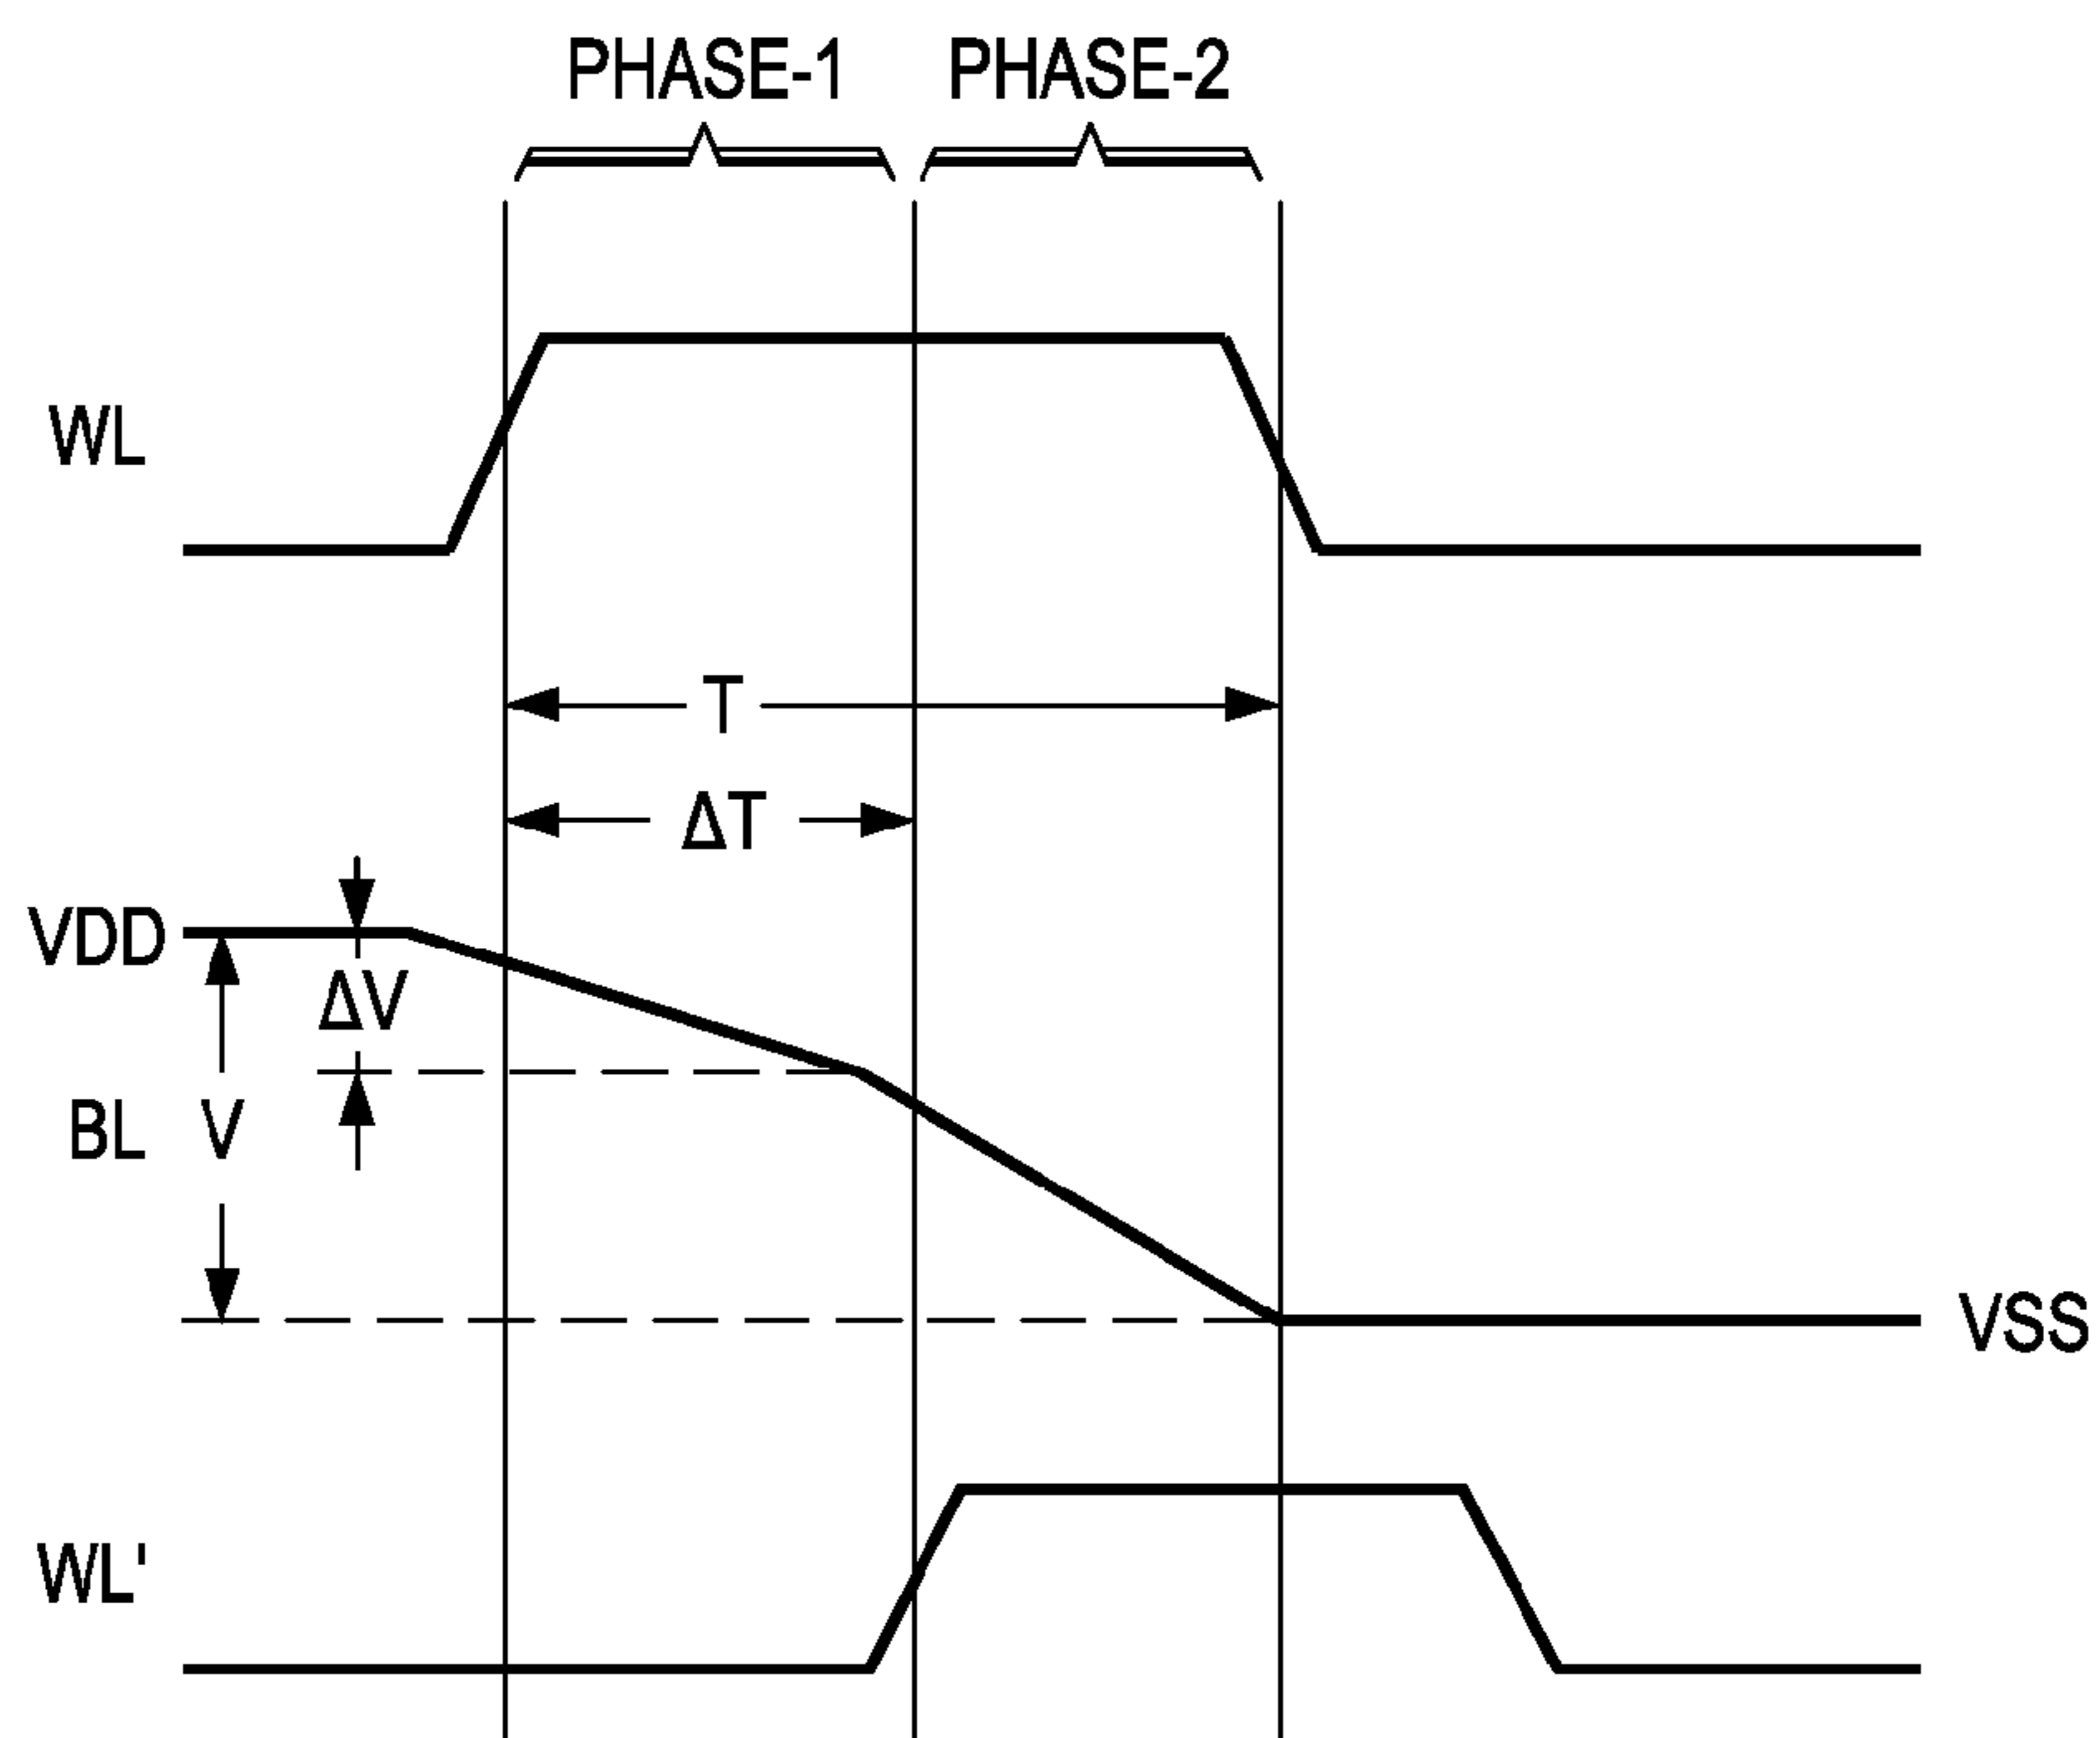 PHASE-1 PHASE-2
WL
T
ΔT
VDD
ΔV
BL V
VSS
WL'